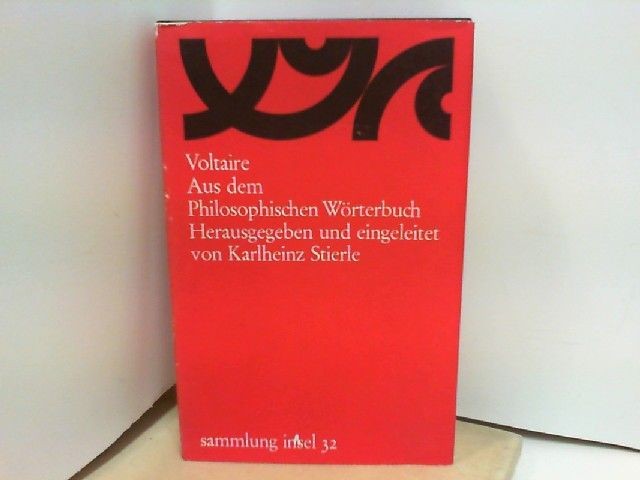 Voltaire
Aus dem
Philosophischen Wörterbuch
Herausgegeben und eingeleitet
von Karlheinz Stierle
sammlung insel 32